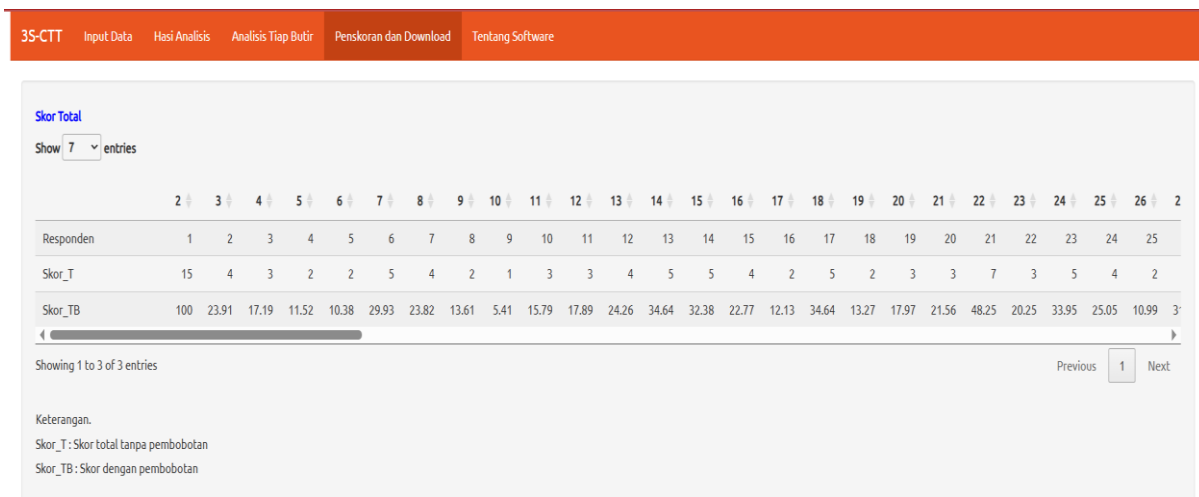 3S-CTT Input Data Hasi Analisis Analisis Tiap Butir Penskoran dan Download Tentang Software
Skor Total
Show 7 entries
2 3 4 5 6 7 8 9 10 11 12 13 14 15 16 17 18 19 20 21 22 23 24 25 26 2
Responden 1 2 3 4 5 6 7 8 9 10 11 12 13 14 15 16 17 18 19 20 21 22 23 24 25
Skor_T 15 4 3 2 2 5 4 2 1 3 3 4 5 5 4 2 5 2 3 3 7 3 5 4 2
Skor_TB 100 23.91 17.19 11.52 10.38 29.93 23.82 13.61 5.41 15.79 17.89 24.26 34.64 32.38 22.77 12.13 34.64 13.27 17.97 21.56 48.25 20.25 33.95 25.05 10.99
Showing 1 to 3 of 3 entries
Previous 1 Next
Keterangan.
Skor_T : Skor total tanpa pembobotan
Skor_TB : Skor dengan pembobotan